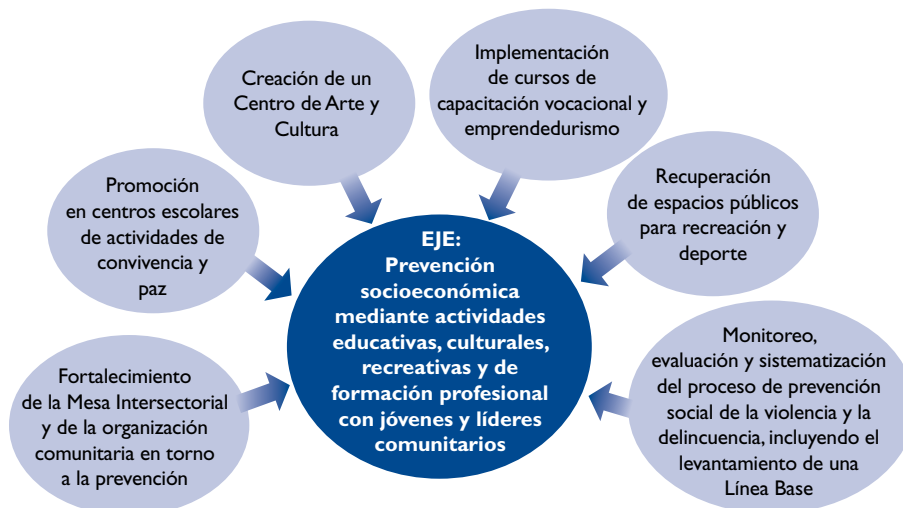 Creación de un
Centro de Arte y
Cultura
Implementación
de cursos de
capacitación vocacional y
emprendedurismo
Promoción
en centros escolares
de actividades de
convivencia y
paz
Recuperación
de espacios públicos
para recreación y
deporte
EJE:
Prevención
socioeconómica
mediante actividades
educativas, culturales,
recreativas y de
formación profesional
con jóvenes y líderes
comunitarios
Fortalecimiento
de la Mesa Intersectorial
y de la organización
comunitaria en torno
a la prevención
Monitoreo,
evaluación y sistematización
del proceso de prevención
social de la violencia y la
delincuencia, incluyendo el
levantamiento de una
Línea Base